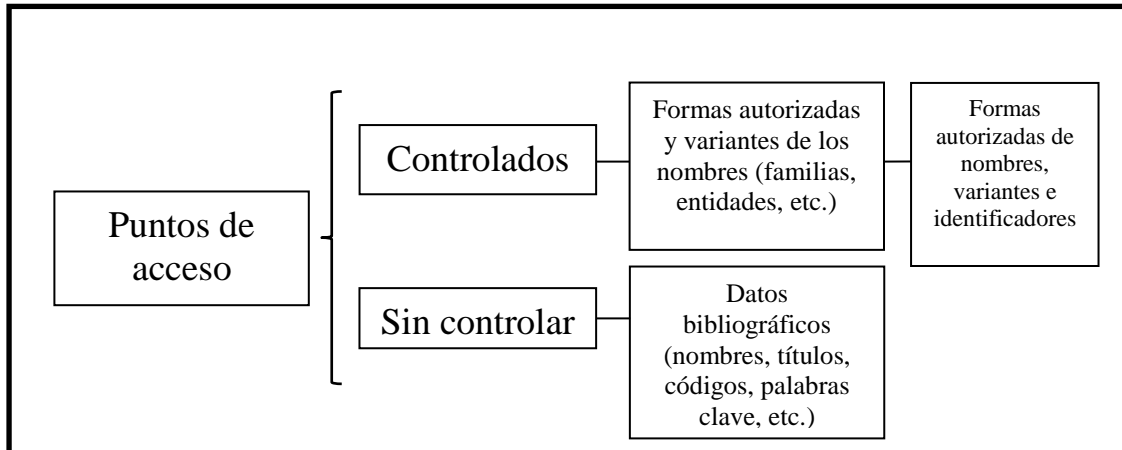 Puntos de
acceso
Controlados
Formas autorizadas
y variantes de los
nombres (familias,
entidades, etc.)
Formas
autorizadas de
nombres,
variantes e
identificadores
Sin controlar
Datos
bibliográficos
(nombres, títulos,
códigos, palabras
clave, etc.)